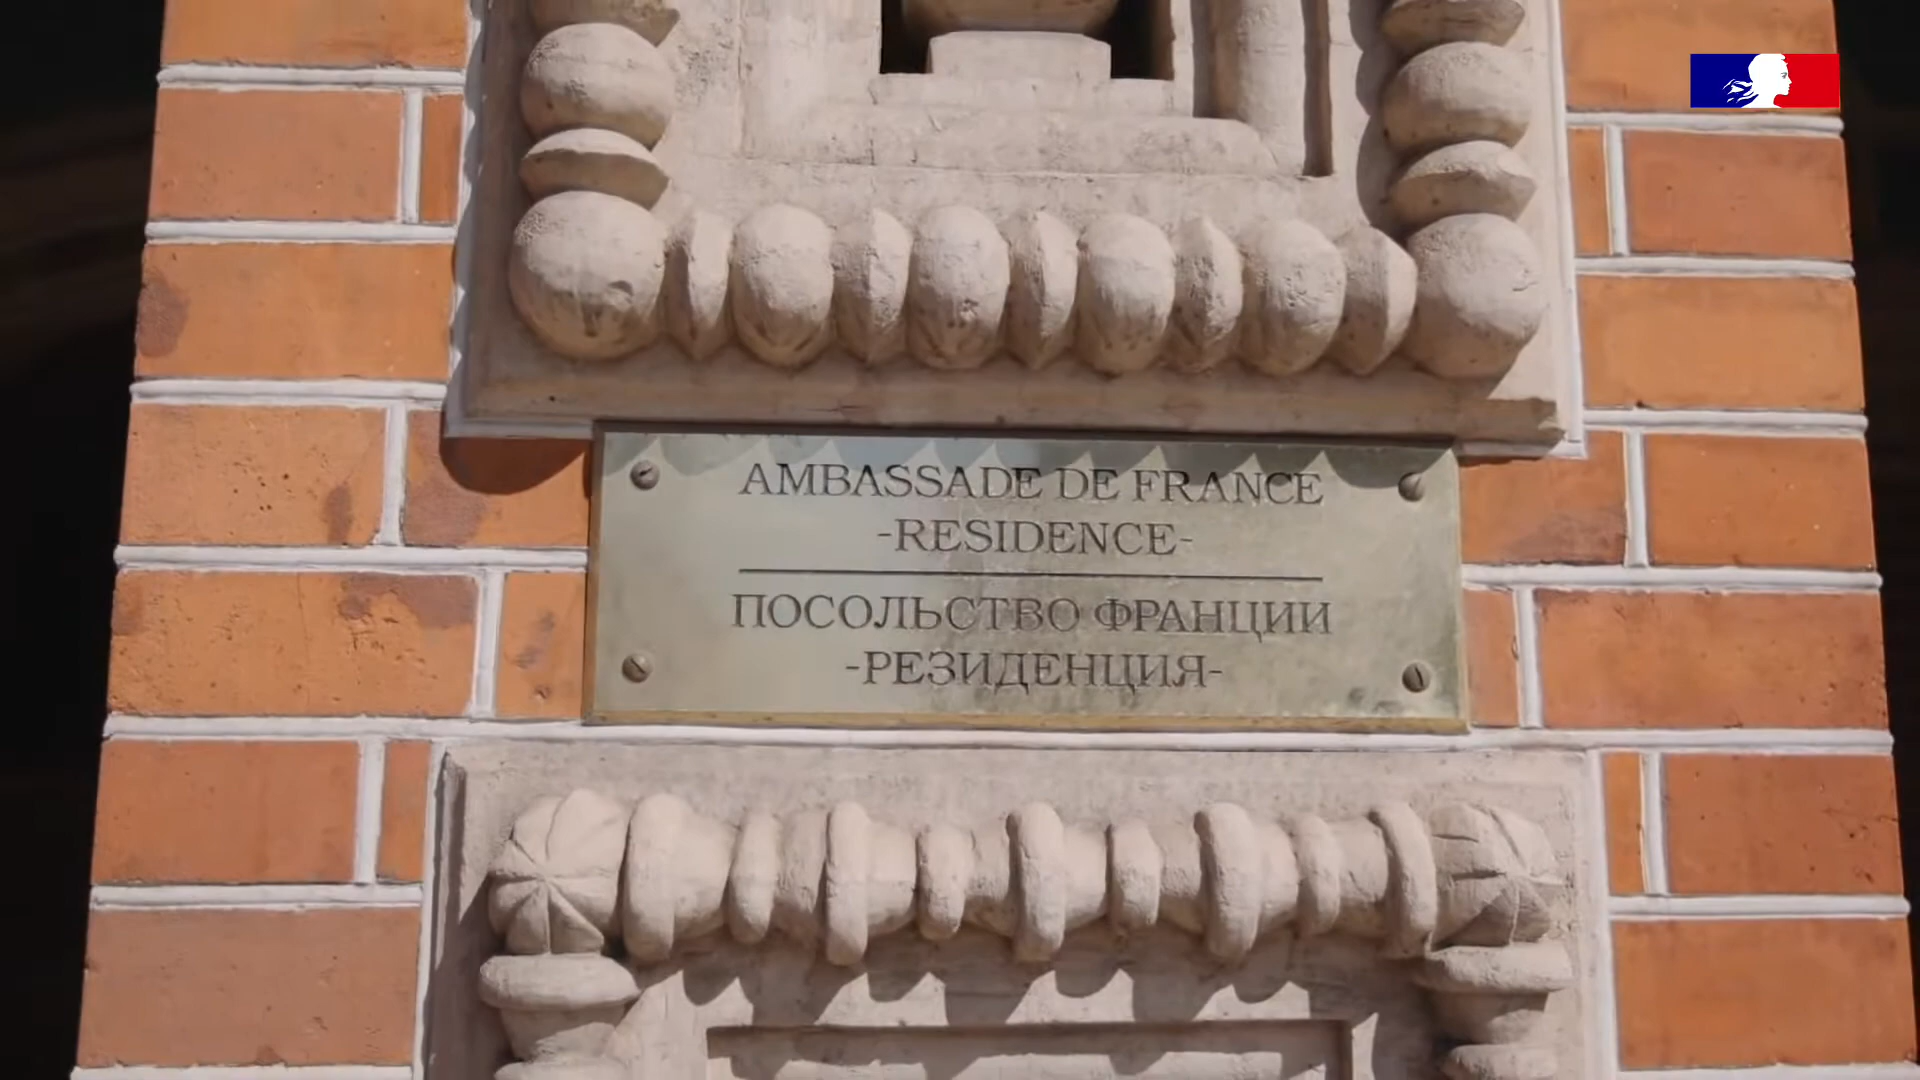 AMBASSADE DE FRANCE
-RESIDENCE-
ПОСОЛЬСТВО ФРАНЦИИ
-РЕЗИДЕНЦИЯ-